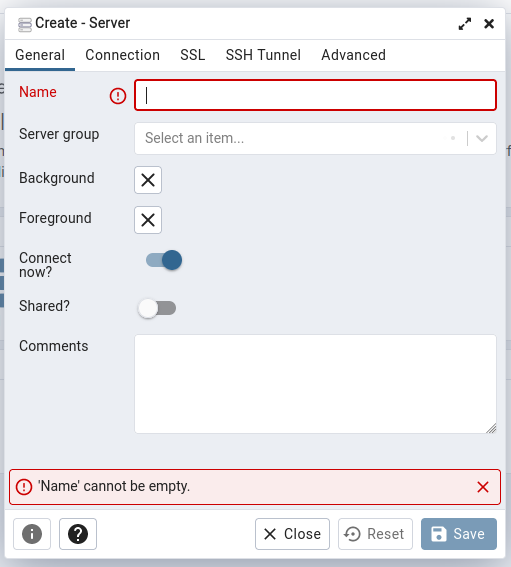 Create - Server
General Connection SSL SSH Tunnel Advanced
Name
Server group Select an item...
Background
Foreground
Connect
now?
Shared?
Comments
'Name' cannot be empty.
Close Reset Save